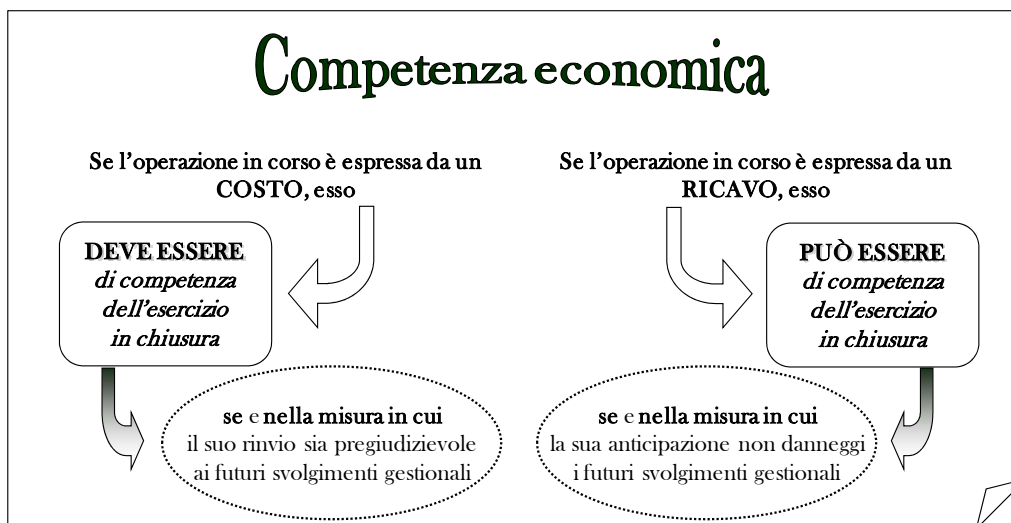 Competenza economica
Se l’operazione in corso è espressa da un
COSTO, esso
Se l’operazione in corso è espressa da un
RICAVO, esso
DEVE ESSERE
di competenza
dell’esercizio
in chiusura
PUÒ ESSERE
di competenza
dell’esercizio
in chiusura
se e nella misura in cui
il suo rinvio sia pregiudizievole
ai futuri svolgimenti gestionali
se e nella misura in cui
la sua anticipazione non danneggi
i futuri svolgimenti gestionali